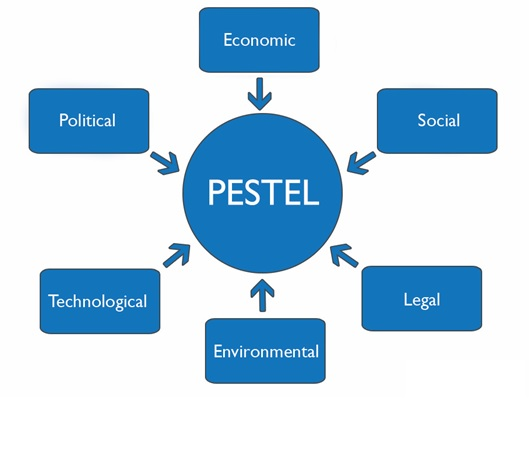 Economic
Political
Social
PESTEL
Technological
Legal
Environmental